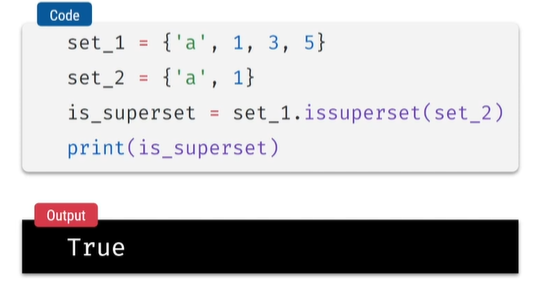 Code
set_1 = {'a', 1, 3, 5}
set_2 = {'a', 1}
is_superset = set_1.issuperset(set_2)
print(is_superset)
Output
True